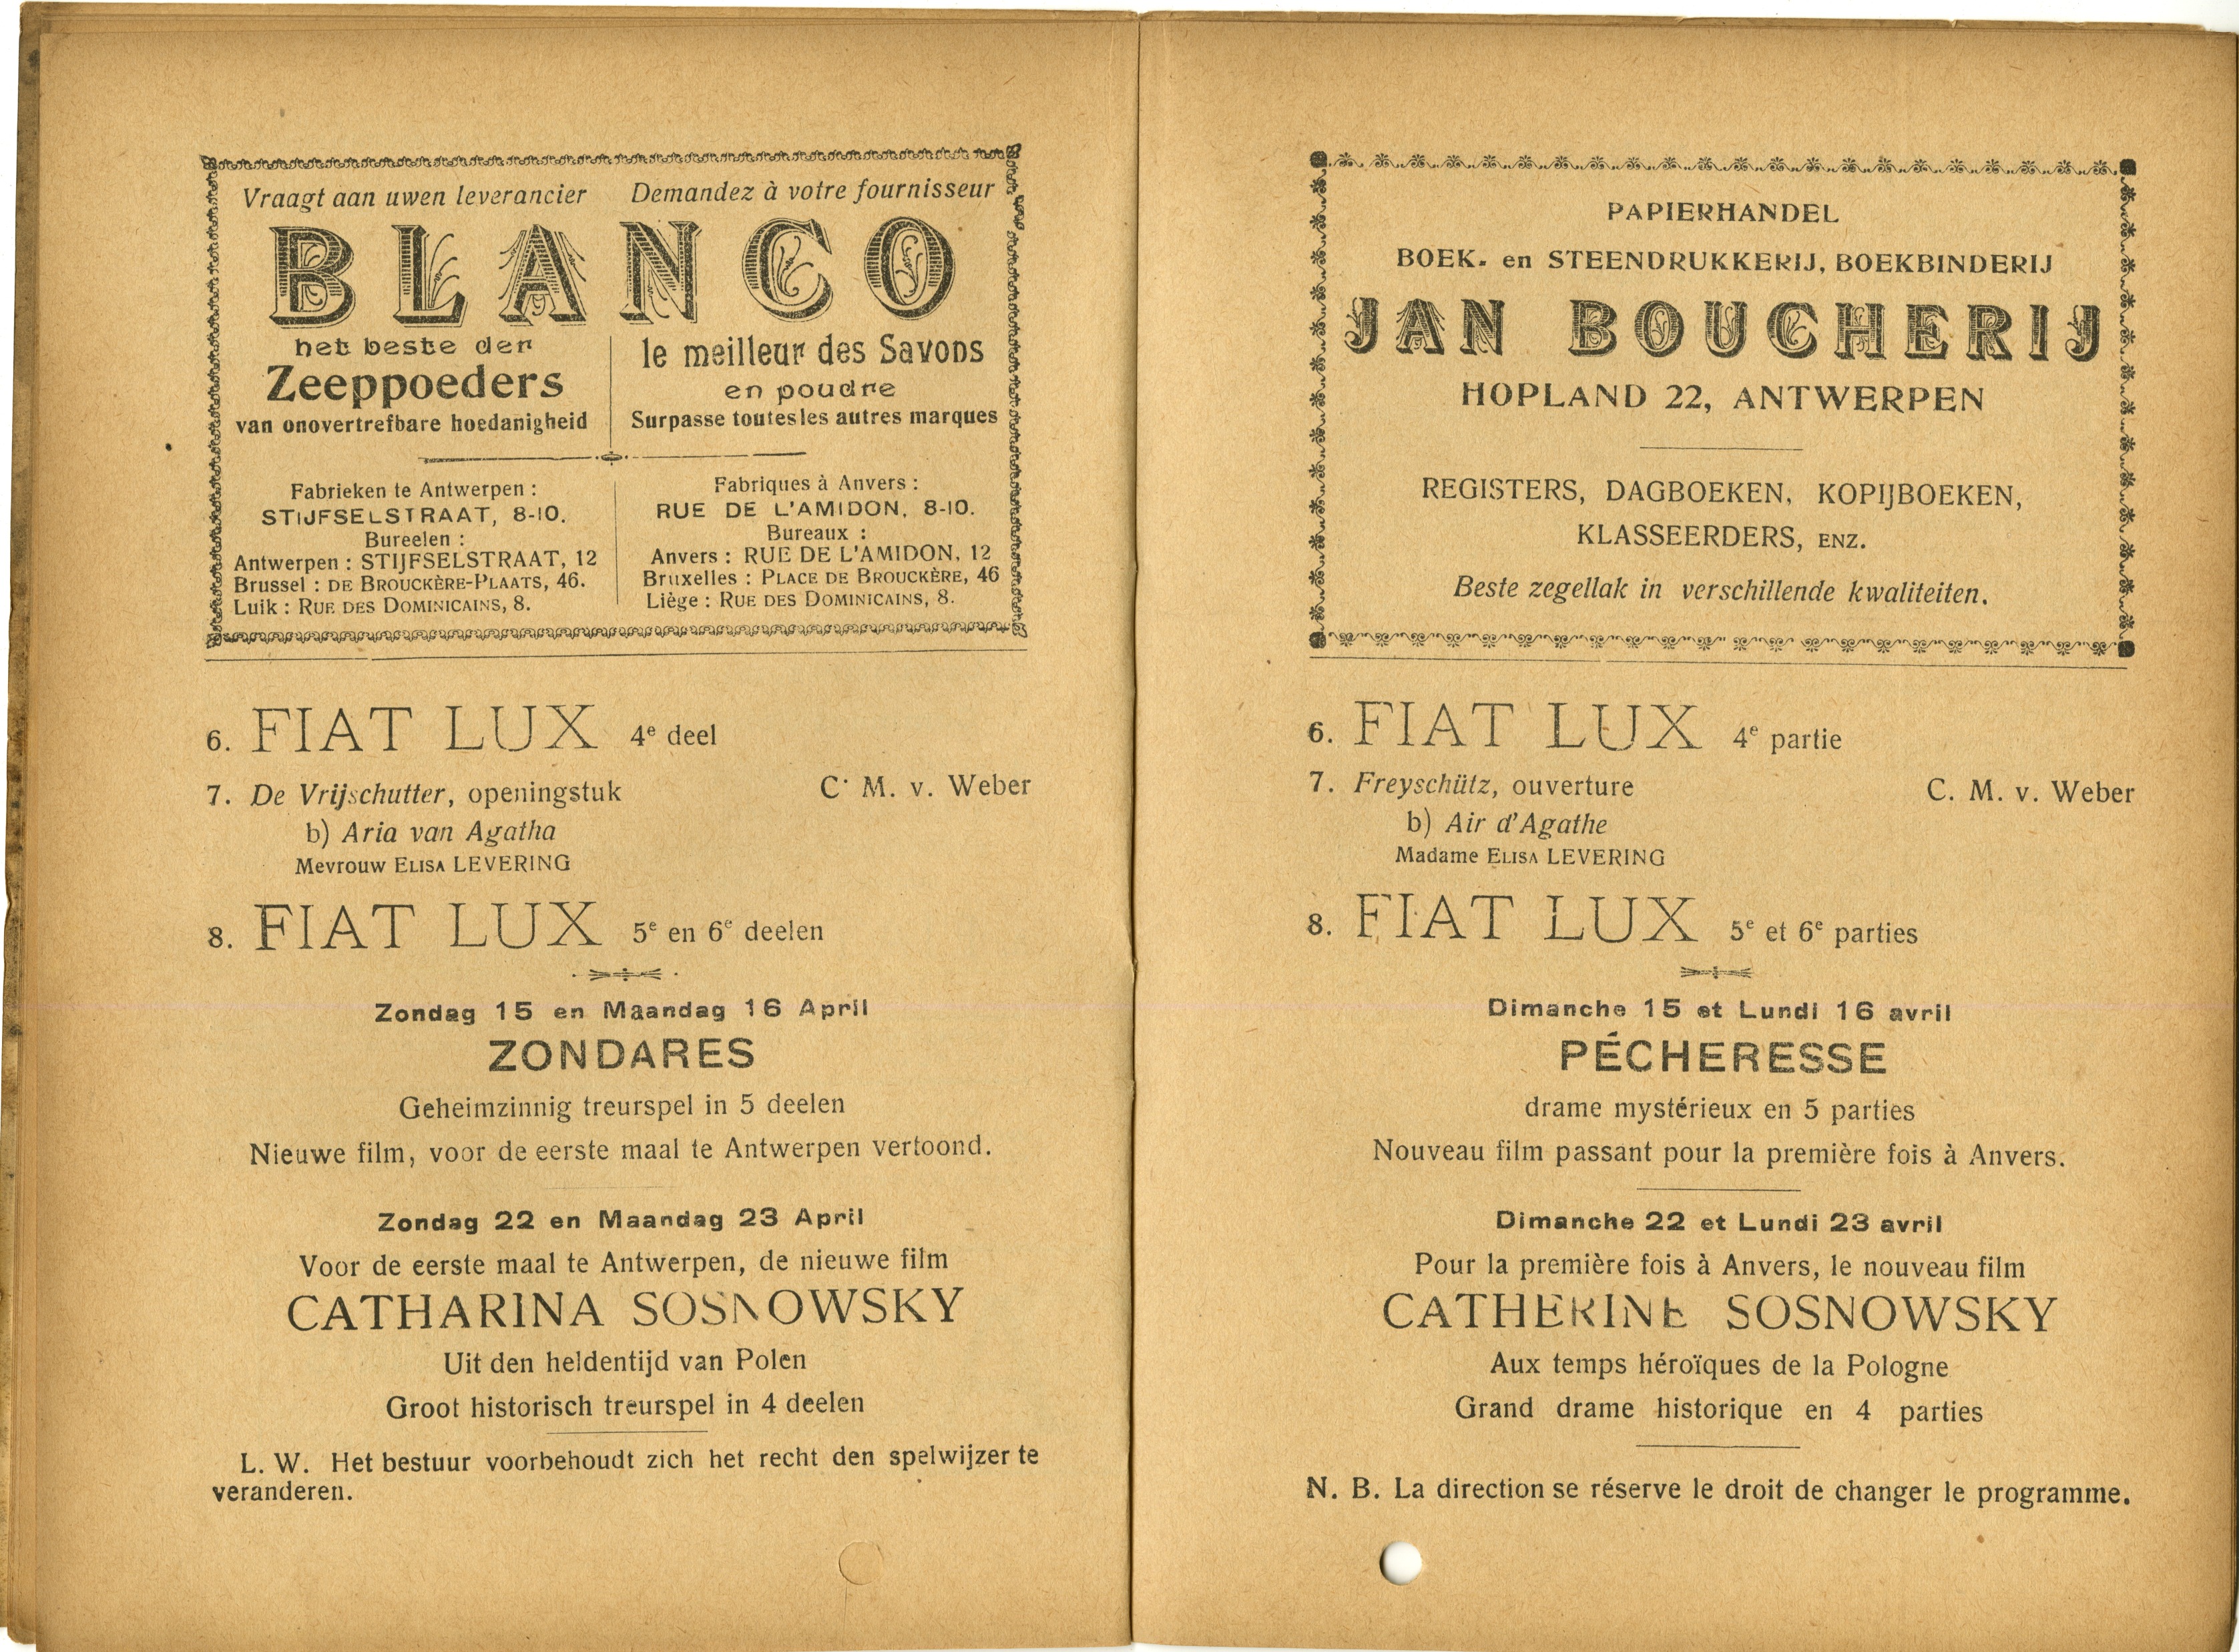 Vraagt aan uwen leverancier
Demandez à votre fournisseur
BLANCO
het beste der
Zeeppoeders
van onovertrefbare hoedanigheid
le meilleur des Savons
en poudre
Surpasse toutes les autres marques
Fabrieken te Antwerpen :
STIJFSELSTRAAT, 8-10.
Bureelen :
Antwerpen : STIJFSELSTRAAT, 12
Brussel : DE BROUCKÈRE-PLAATS, 46.
Luik : RUE DES DOMINICAINS, 8.
Fabriques à Anvers :
RUE DE L'AMIDON, 8-10.
Bureaux :
Anvers : RUE DE L'AMIDON, 12
Bruxelles : PLACE DE BROUCKÈRE, 46
Liège : RUE DES DOMINICAINS, 8.
6. FIAT LUX 4e deel
7. De Vrijschutter, openingstuk C. M. v. Weber
b) Aria van Agatha
Mevrouw ELISA LEVERING
8. FIAT LUX 5e en 6e deelen
Zondag 15 en Maandag 16 April
ZONDARES
Geheimzinnig treurspel in 5 deelen
Nieuwe film, voor de eerste maal te Antwerpen vertoond.
Zondag 22 en Maandag 23 April
Voor de eerste maal te Antwerpen, de nieuwe film
CATHARINA SOSNOWSKY
Uit den heldentijd van Polen
Groot historisch treurspel in 4 deelen
L. W. Het bestuur voorbehoudt zich het recht den spelwijzer te
veranderen.
PAPIERHANDEL
BOEK- en STEENDRUKKERIJ, BOEKBINDERIJ
JAN BOUCHERIJ
HOPLAND 22, ANTWERPEN
REGISTERS, DAGBOEKEN, KOPIJBOEKEN,
KLASSEERDERS, ENZ.
Beste zegellak in verschillende kwaliteiten.
6. FIAT LUX 4e partie
7. Freyschütz, ouverture C. M. v. Weber
b) Air d'Agathe
Madame ELISA LEVERING
8. FIAT LUX 5e et 6e parties
Dimanche 15 et Lundi 16 avril
PÉCHERESSE
drame mystérieux en 5 parties
Nouveau film passant pour la première fois à Anvers.
Dimanche 22 et Lundi 23 avril
Pour la première fois à Anvers, le nouveau film
CATHERINE SOSNOWSKY
Aux temps héroïques de la Pologne
Grand drame historique en 4 parties
N. B. La direction se réserve le droit de changer le programme.